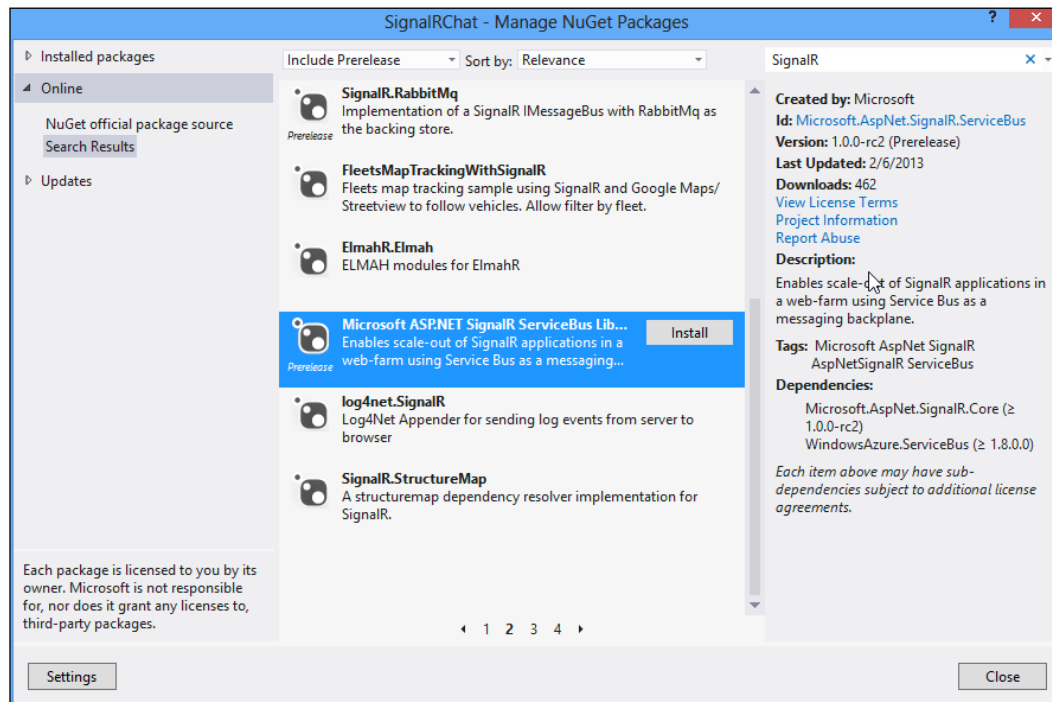 SignalRChat - Manage NuGet Packages
?
Installed packages
Online
NuGet official package source
Search Results
Updates
Each package is licensed to you by its
owner. Microsoft is not responsible
for, nor does it grant any licenses to,
third-party packages.
Include Prerelease
Sort by: Relevance
SignalR.RabbitMq
Implementation of a SignalR IMessageBus with RabbitMq as
the backing store.
Prerelease
FleetsMapTrackingWithSignalR
Fleets map tracking sample using SignalR and Google Maps/
Streetview to follow vehicles. Allow filter by fleet.
ElmahR.Elmah
ELMAH modules for ElmahR
Microsoft ASP.NET SignalR ServiceBus Lib...
Enables scale-out of SignalR applications in a
web-farm using Service Bus as a messaging...
Prerelease
Install
log4net.SignalR
Log4Net Appender for sending log events from server to
browser
SignalR.StructureMap
A structuremap dependency resolver implementation for
SignalR.
1 2 3 4
SignalR
Created by: Microsoft
Id: Microsoft.AspNet.SignalR.ServiceBus
Version: 1.0.0-rc2 (Prerelease)
Last Updated: 2/6/2013
Downloads: 462
View License Terms
Project Information
Report Abuse
Description:
Enables scale-out of SignalR applications in
a web-farm using Service Bus as a
messaging backplane.
Tags: Microsoft AspNet SignalR
AspNetSignalR ServiceBus
Dependencies:
Microsoft.AspNet.SignalR.Core (≥
1.0.0-rc2)
WindowsAzure.ServiceBus (≥ 1.8.0.0)
Each item above may have sub-
dependencies subject to additional license
agreements.
Settings
Close